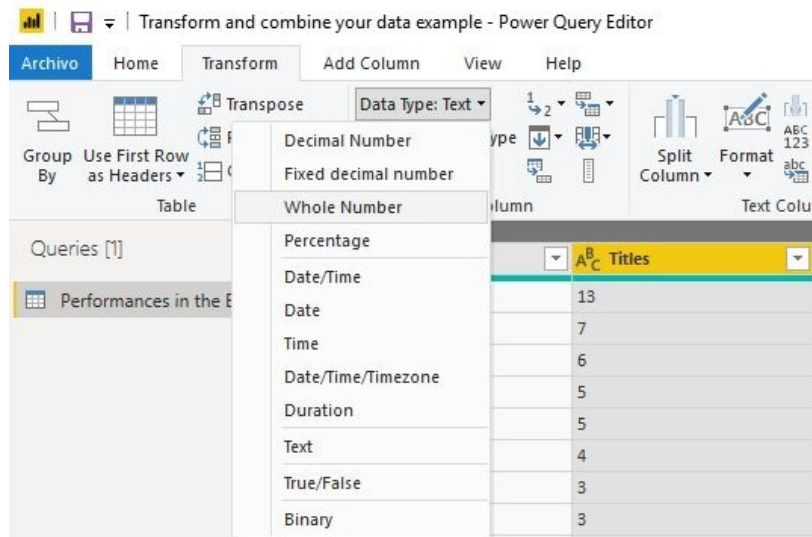 Transform and combine your data example - Power Query Editor
Archivo Home Transform Add Column View Help
Transpose
Data Type: Text
Group By
Use First Row as Headers
Split Column
Format
Table
Text Colu
Decimal Number
Fixed decimal number
Whole Number
Percentage
Date/Time
Date
Time
Date/Time/Timezone
Duration
Text
True/False
Binary
Queries [1]
Performances in the E
ABC Titles
13
7
6
5
5
4
3
3